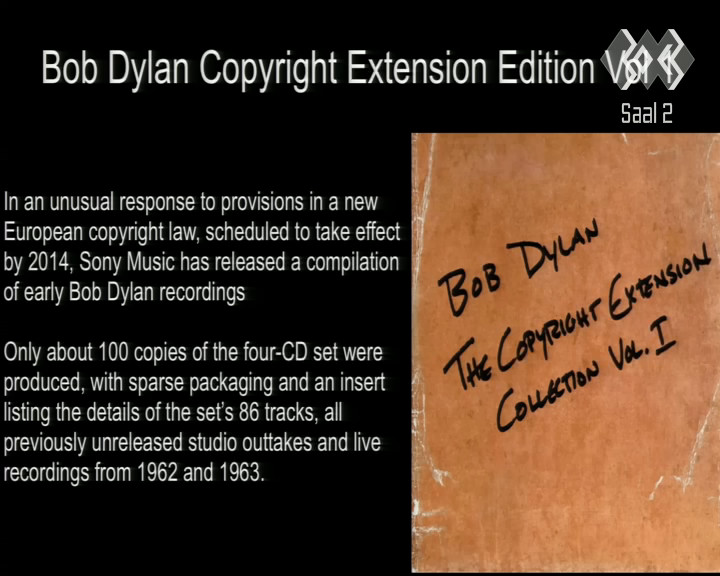 Bob Dylan Copyright Extension Edition Vol 1
Saal 2
In an unusual response to provisions in a new
European copyright law, scheduled to take effect
by 2014, Sony Music has released a compilation
of early Bob Dylan recordings
Only about 100 copies of the four-CD set were
produced, with sparse packaging and an insert
listing the details of the set's 86 tracks, all
previously unreleased studio outtakes and live
recordings from 1962 and 1963.
BOB DYLAN
THE COPYRIGHT EXTENSION
COLLECTION VOL. I